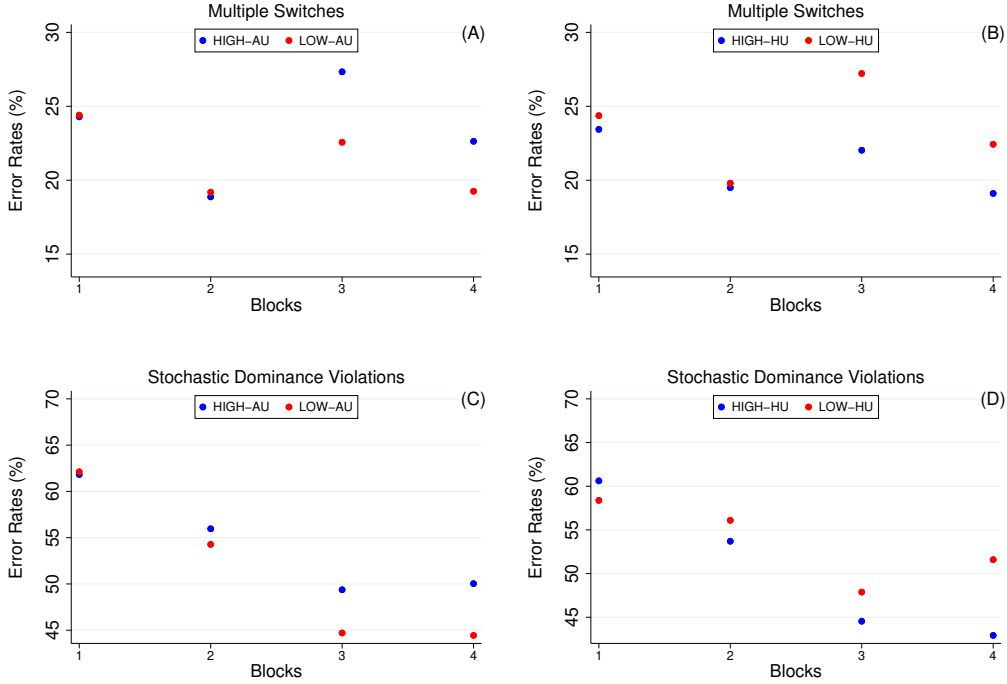 Multiple Switches
(A)
HIGH−AU
LOW−AU
Error Rates (%)
30
25
20
15
1
2
3
4
Blocks
Multiple Switches
(B)
HIGH−HU
LOW−HU
Error Rates (%)
30
25
20
15
1
2
3
4
Blocks
Stochastic Dominance Violations
(C)
HIGH−AU
LOW−AU
Error Rates (%)
70
65
60
55
50
45
1
2
3
4
Blocks
Stochastic Dominance Violations
(D)
HIGH−HU
LOW−HU
Error Rates (%)
70
65
60
55
50
45
1
2
3
4
Blocks